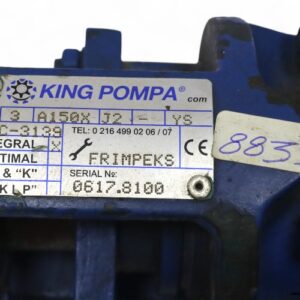 KING POMPA® com
3 A150X J2 - YS
C-3139 TEL: 0 216 499 02 06 / 07
EGRAL X
TIMAL FRIMPEKS CE
& "K" SERIAL No:
K L P" 0617.8100
883